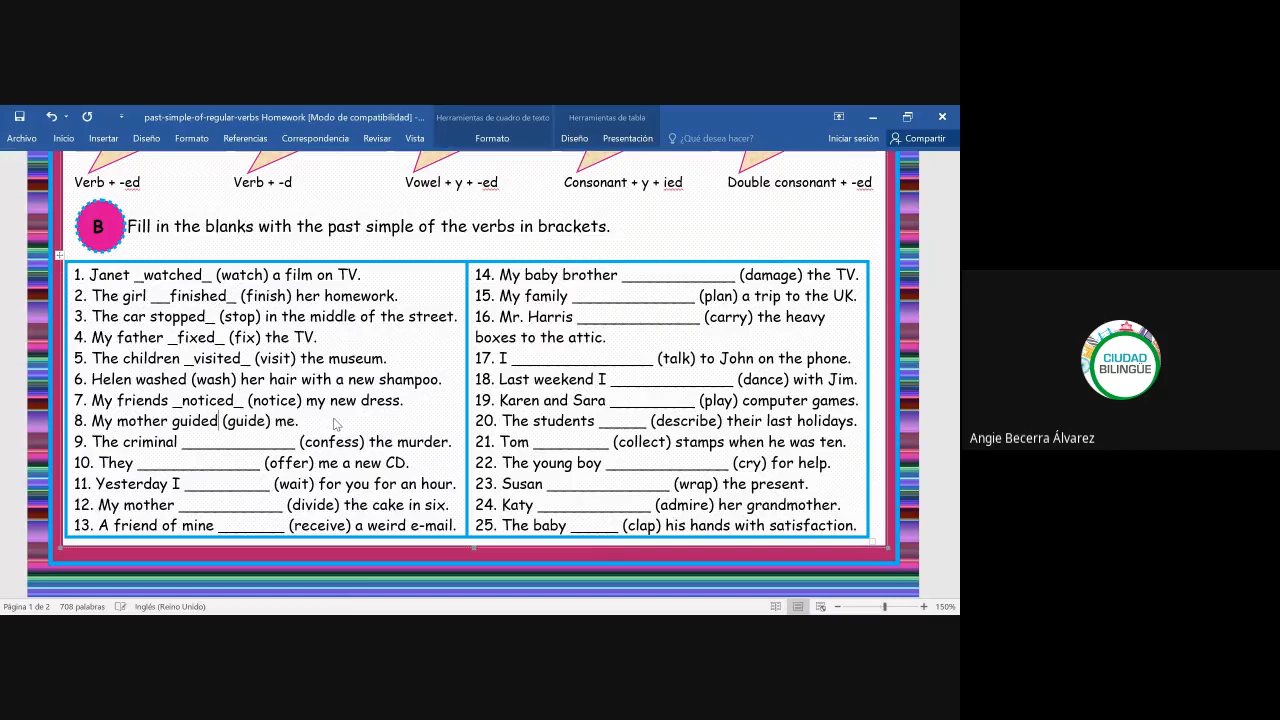 past-simple-of-regular-verbs Homework [Modo de compatibilidad] -...
Herramientas de cuadro de texto
Herramientas de tabla
Archivo Inicio Insertar Diseño Formato Referencias Correspondencia Revisar Vista Formato Diseño Presentación ¿Qué desea hacer? Iniciar sesión Compartir
Verb + -ed
Verb + -d
Vowel + y + -ed
Consonant + y + ied
Double consonant + -ed
B
Fill in the blanks with the past simple of the verbs in brackets.
1. Janet _watched_ (watch) a film on TV.
2. The girl __finished_ (finish) her homework.
3. The car stopped_ (stop) in the middle of the street.
4. My father _fixed_ (fix) the TV.
5. The children _visited_ (visit) the museum.
6. Helen washed (wash) her hair with a new shampoo.
7. My friends _noticed_ (notice) my new dress.
8. My mother guided (guide) me.
9. The criminal ______________ (confess) the murder.
10. They _______________ (offer) me a new CD.
11. Yesterday I __________ (wait) for you for an hour.
12. My mother ____________ (divide) the cake in six.
13. A friend of mine ________ (receive) a weird e-mail.
14. My baby brother ______________ (damage) the TV.
15. My family _______________ (plan) a trip to the UK.
16. Mr. Harris _______________ (carry) the heavy
boxes to the attic.
17. I _________________ (talk) to John on the phone.
18. Last weekend I _______________ (dance) with Jim.
19. Karen and Sara __________ (play) computer games.
20. The students ______ (describe) their last holidays.
21. Tom _________ (collect) stamps when he was ten.
22. The young boy _______________ (cry) for help.
23. Susan _______________ (wrap) the present.
24. Katy ______________ (admire) her grandmother.
25. The baby ______ (clap) his hands with satisfaction.
Página 1 de 2 708 palabras Inglés (Reino Unido) 150%
CIUDAD
BILINGÜE
Angie Becerra Álvarez